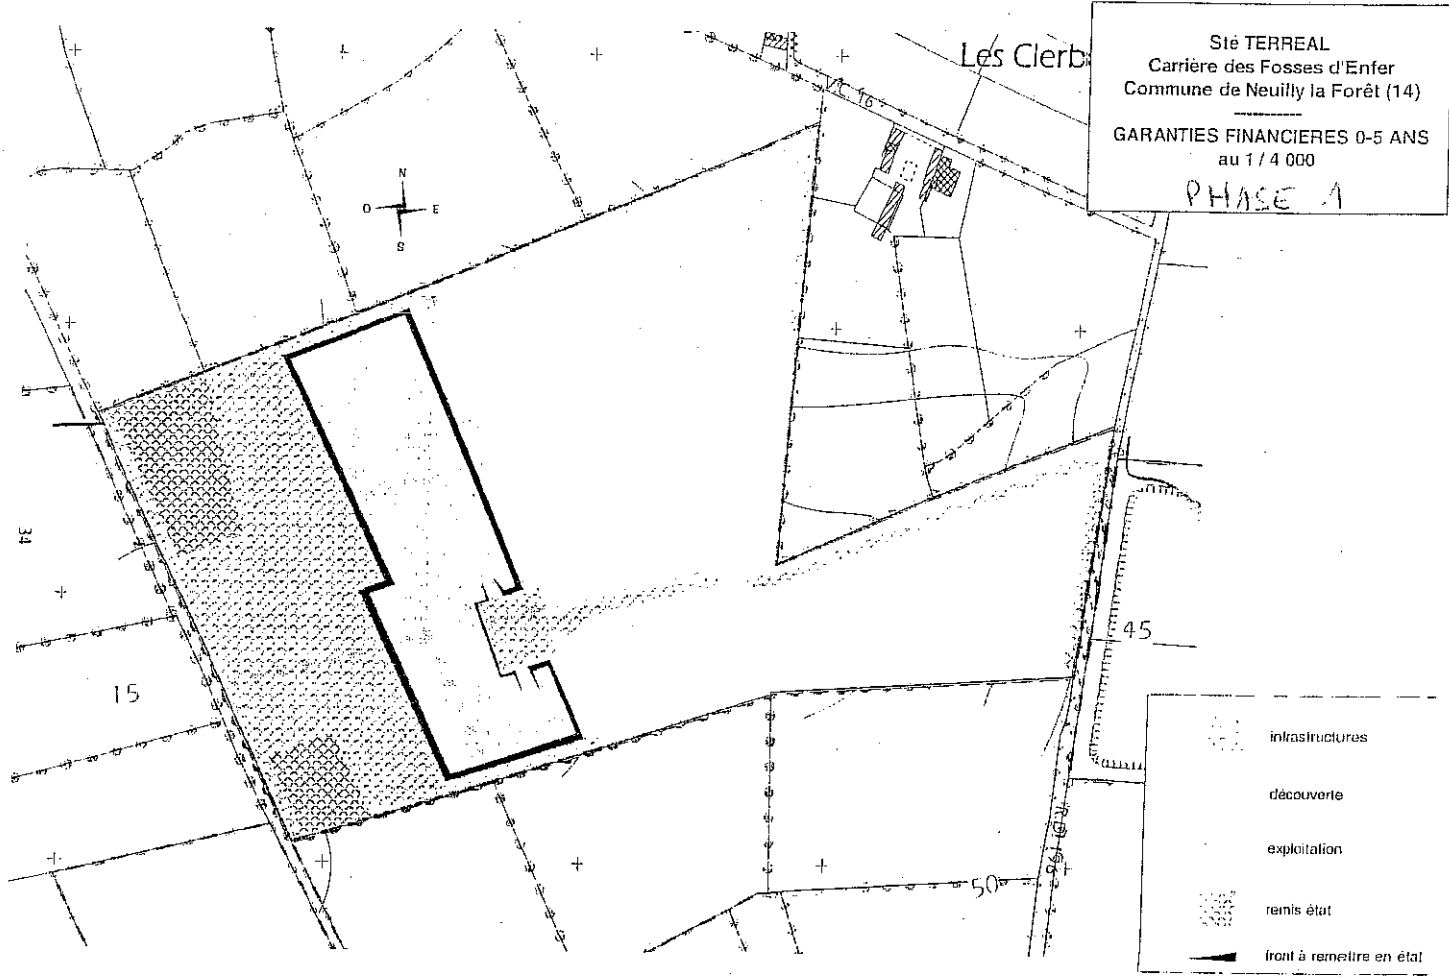 Sté TERREAL
Carrière des Fosses d'Enfer
Commune de Neuilly la Forêt (14)
----------
GARANTIES FINANCIERES 0-5 ANS
au 1 / 4 000
PHASE 1
Les Clerb
N
O
E
S
34
15
45
50
infrastructures
découverte
exploitation
remis état
front à remettre en état